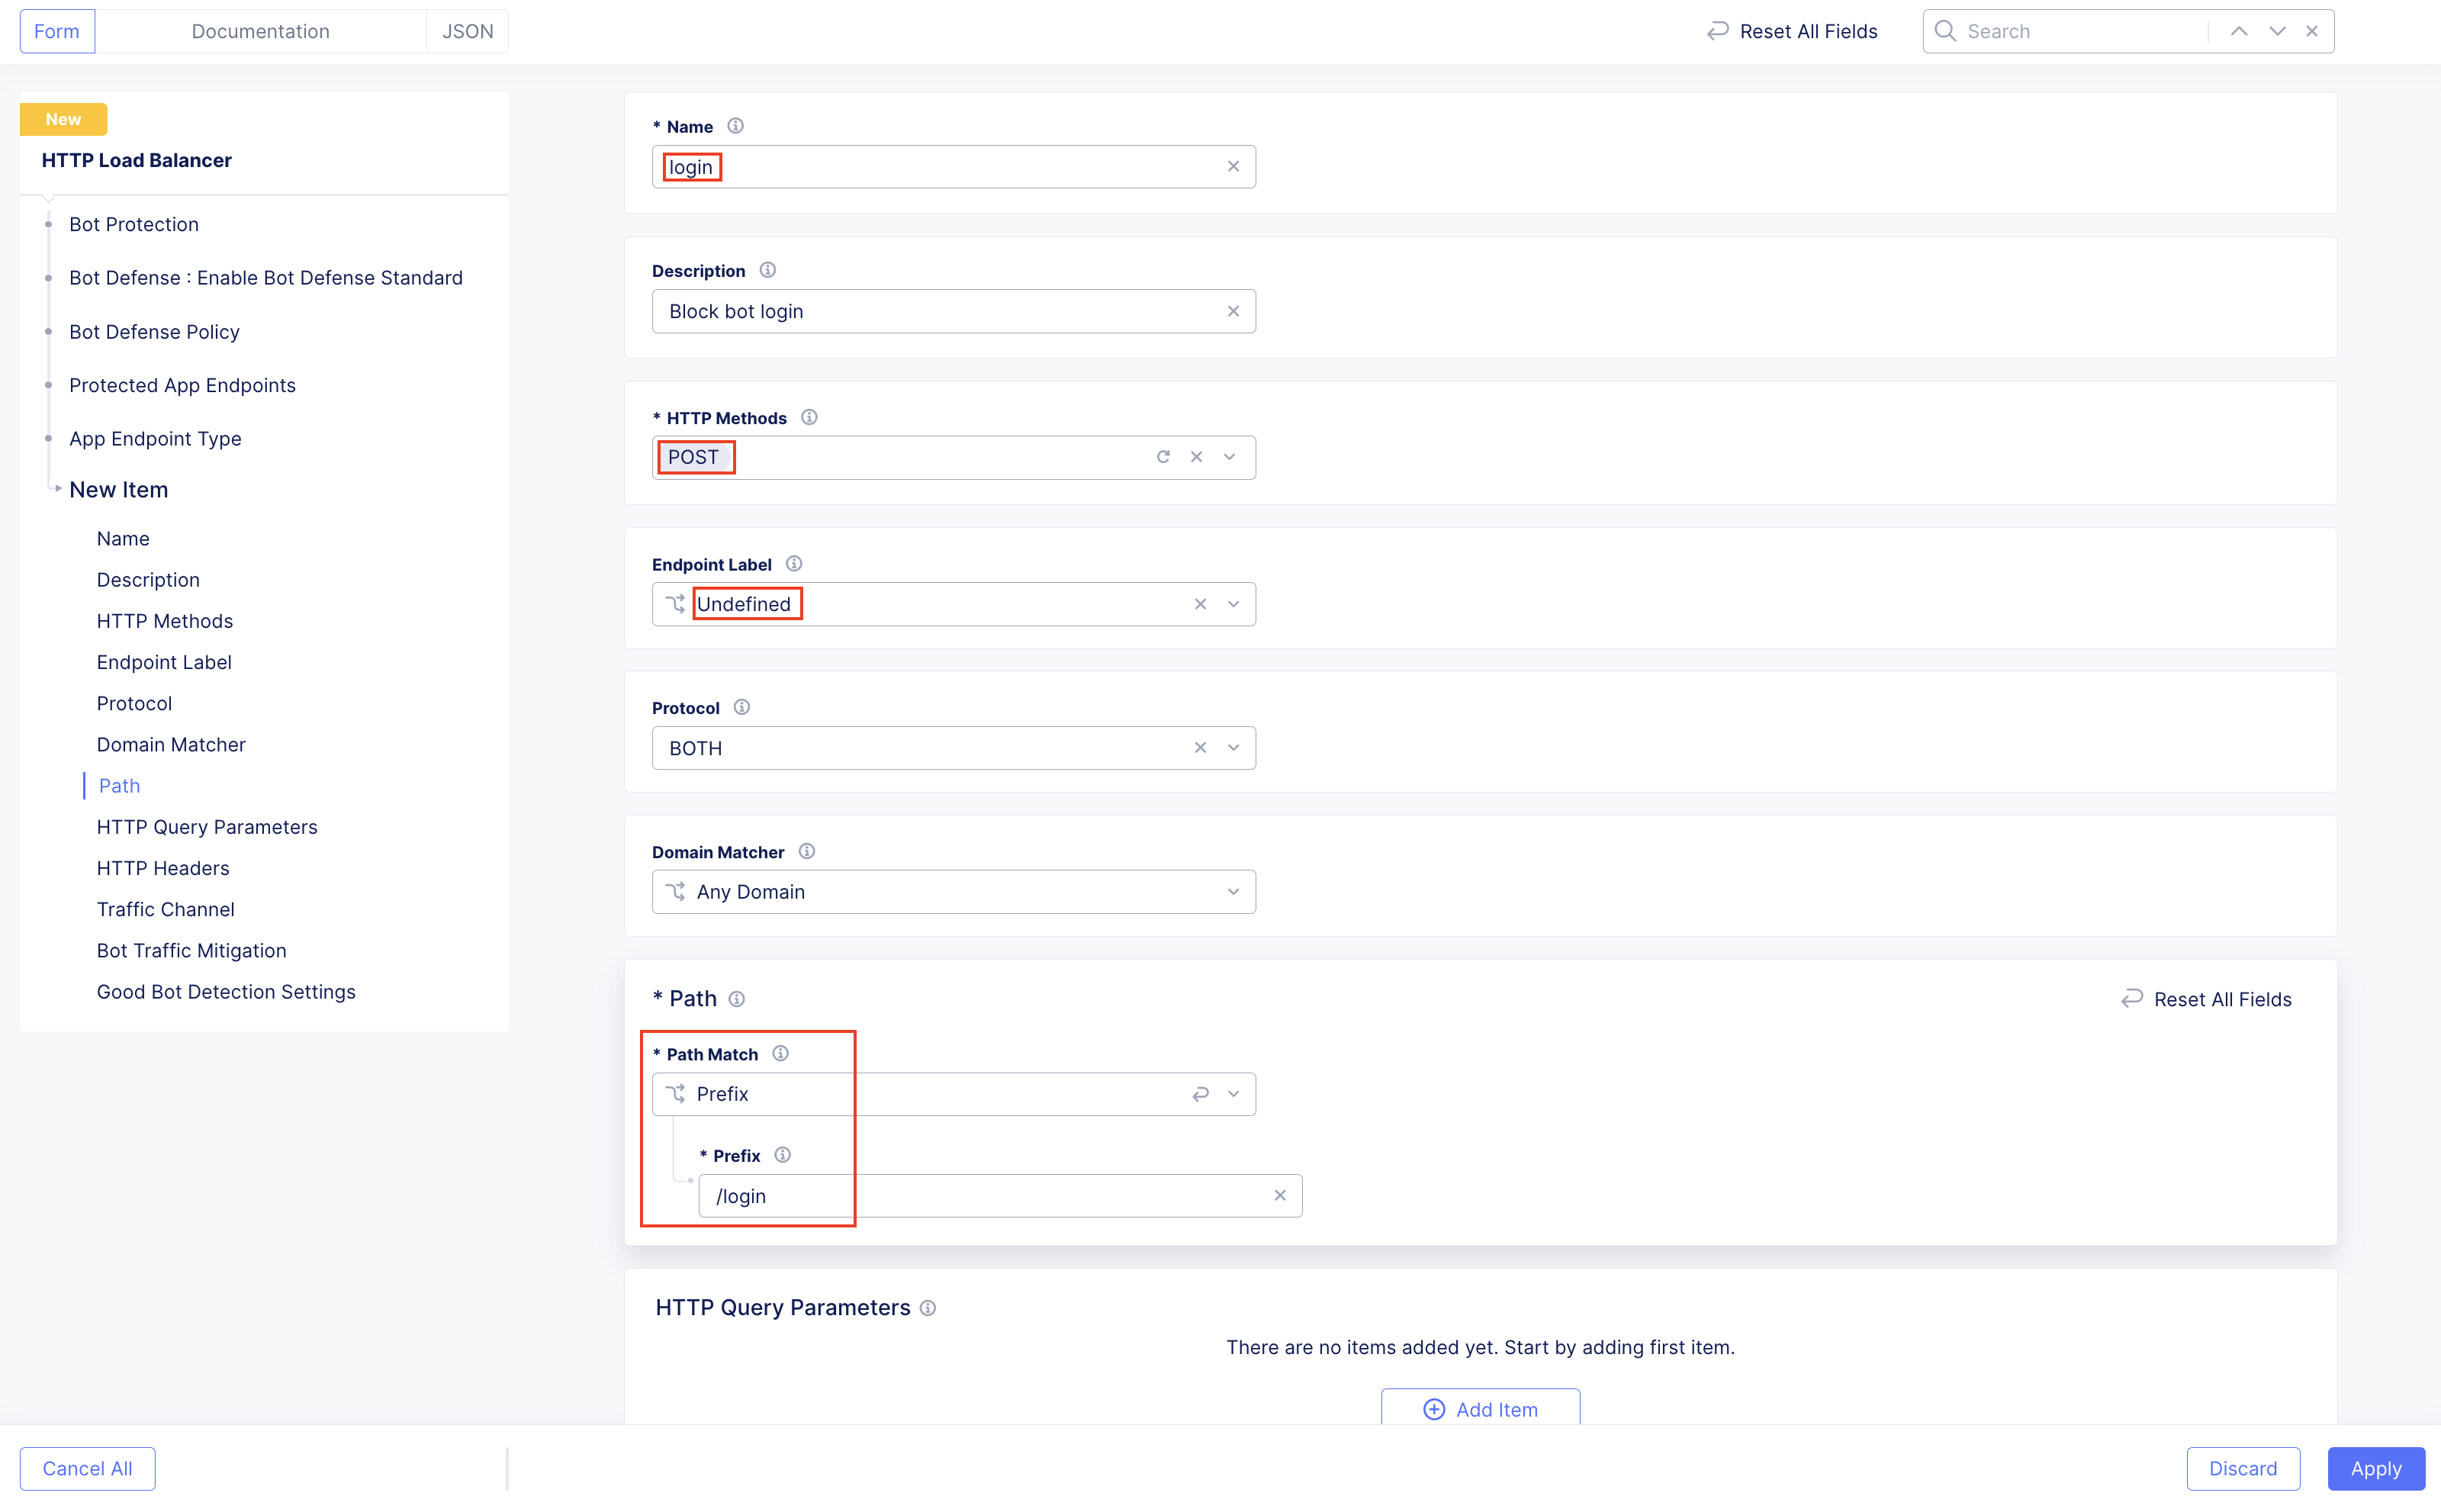 Form
Documentation
JSON
Reset All Fields
Search
New
HTTP Load Balancer
Bot Protection
Bot Defense : Enable Bot Defense Standard
Bot Defense Policy
Protected App Endpoints
App Endpoint Type
New Item
Name
Description
HTTP Methods
Endpoint Label
Protocol
Domain Matcher
Path
HTTP Query Parameters
HTTP Headers
Traffic Channel
Bot Traffic Mitigation
Good Bot Detection Settings
* Name
login
Description
Block bot login
* HTTP Methods
POST
Endpoint Label
Undefined
Protocol
BOTH
Domain Matcher
Any Domain
* Path
Reset All Fields
* Path Match
Prefix
* Prefix
/login
HTTP Query Parameters
There are no items added yet. Start by adding first item.
Add Item
Cancel All
Discard
Apply